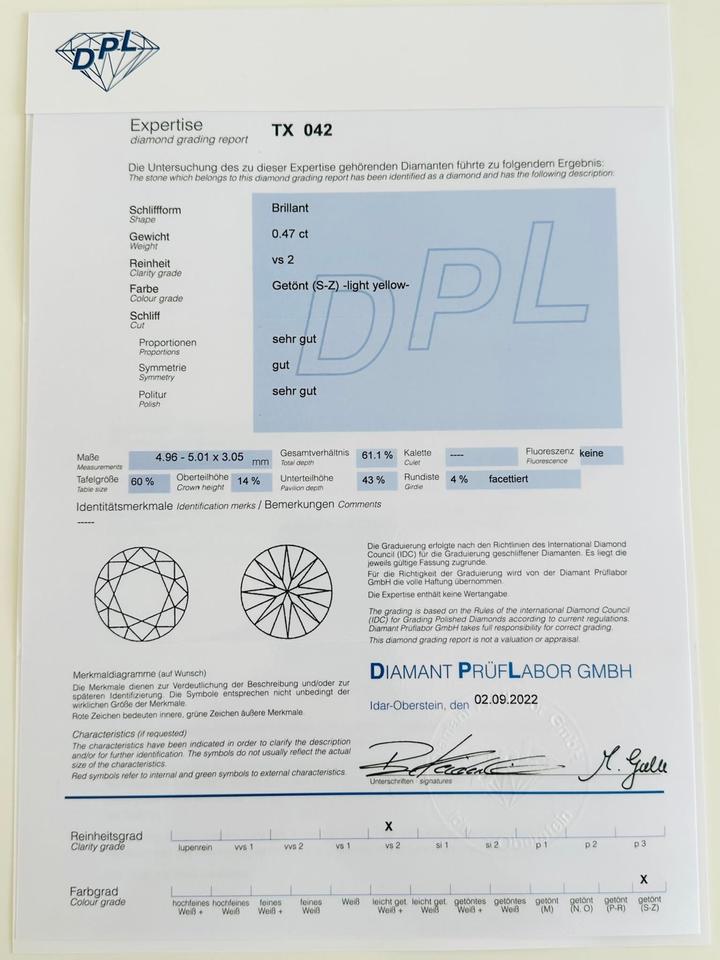 DPL
Expertise TX 042
diamond grading report
Die Untersuchung des zu dieser Expertise gehörenden Diamanten führte zu folgendem Ergebnis:
The stone which belongs to this diamond grading report has been identified as a diamond and has the following description:
Schliffform Brillant
Shape
Gewicht 0.47 ct
Weight
Reinheit vs 2
Clarity grade
Farbe Getönt (S-Z) -light yellow-
Colour grade
Schliff
Cut
Proportionen sehr gut
Proportions
Symmetrie gut
Symmetry
Politur sehr gut
Polish
DPL
Maße 4.96 - 5.01 x 3.05 mm Gesamtverhältnis 61.1 % Kalette ---- Fluoreszenz keine
Measurements Total depth Culet Fluorescence
Tafelgröße 60 % Oberteilhöhe 14 % Unterteilhöhe 43 % Rundiste 4 % facettiert
Table size Crown height Pavilion depth Girdle
Identitätsmerkmale Identification merks / Bemerkungen Comments
-----
Die Graduierung erfolgte nach den Richtlinien des International Diamond
Council (IDC) für die Graduierung geschliffener Diamanten. Es liegt die
jeweils gültige Fassung zugrunde.
Für die Richtigkeit der Graduierung wird von der Diamant Prüflabor
GmbH die volle Haftung übernommen.
Die Expertise enthält keine Wertangabe.
The grading is based on the Rules of the international Diamond Council
(IDC) for Grading Polished Diamonds according to current regulations.
Diamant Prüflabor GmbH takes full responsibility for correct grading.
This diamond grading report is not a valuation or appraisal.
Merkmaldiagramme (auf Wunsch)
Die Merkmale dienen zur Verdeutlichung der Beschreibung und/oder zur
späteren Identifizierung. Die Symbole entsprechen nicht unbedingt der
wirklichen Größe der Merkmale.
Rote Zeichen bedeuten innere, grüne Zeichen äußere Merkmale.
Characteristics (if requested)
The characteristics have been indicated in order to clarify the description
and/or for further identification. The symbols do not usually reflect the actual
size of the characteristics.
Red symbols refer to internal and green symbols to external characteristics.
DIAMANT PRÜFLABOR GMBH
Idar-Oberstein, den 02.09.2022
Unterschriften - signatures
X
Reinheitsgrad
Clarity grade lupenrein vvs 1 vvs 2 vs 1 vs 2 si 1 si 2 p 1 p 2 p 3
X
Farbgrad
Colour grade hochfeines Weiß + hochfeines Weiß feines Weiß + feines Weiß Weiß leicht get. Weiß + leicht get. Weiß getöntes Weiß + getöntes Weiß getönt (M) getönt (N, O) getönt (P-R) getönt (S-Z)